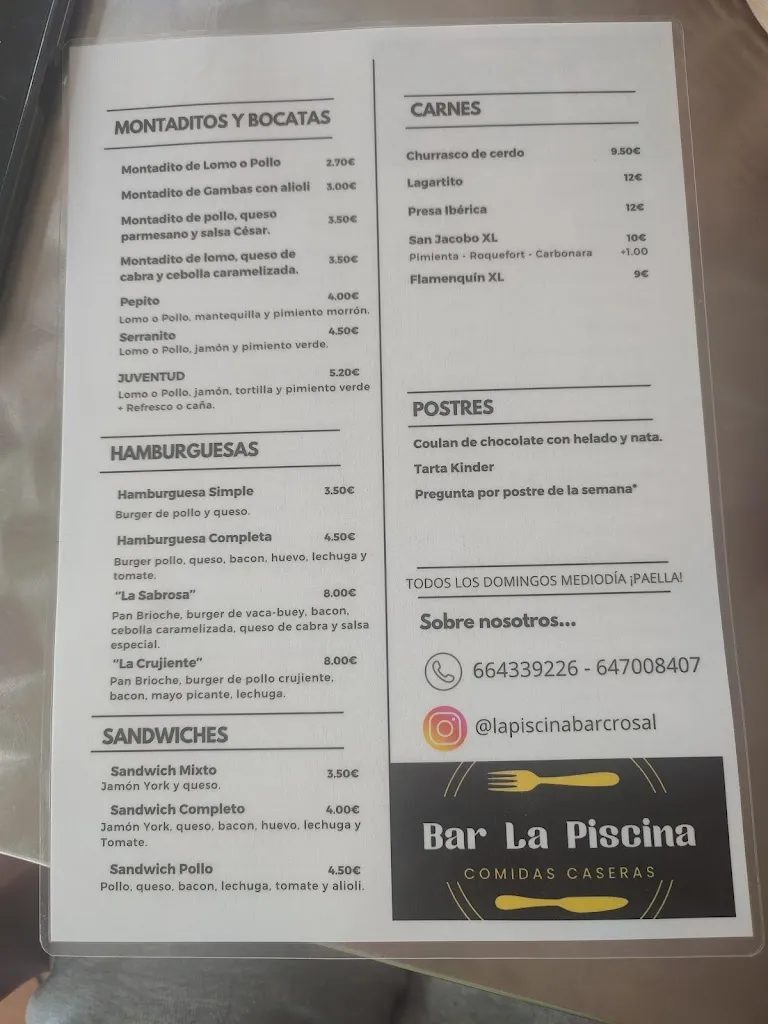 MONTADITOS Y BOCATAS
Montadito de Lomo o Pollo 2.70€
Montadito de Gambas con alioli 3.00€
Montadito de pollo, queso 3.50€
parmesano y salsa César.
Montadito de lomo, queso de 3.50€
cabra y cebolla caramelizada.
Pepito 4.00€
Lomo o Pollo, mantequilla y pimiento morrón.
Serranito 4.50€
Lomo o Pollo, jamón y pimiento verde.
JUVENTUD 5.20€
Lomo o Pollo, jamón, tortilla y pimiento verde
+ Refresco o caña.
HAMBURGUESAS
Hamburguesa Simple 3.50€
Burger de pollo y queso.
Hamburguesa Completa 4.50€
Burger pollo, queso, bacon, huevo, lechuga y
tomate.
“La Sabrosa” 8.00€
Pan Brioche, burger de vaca-buey, bacon,
cebolla caramelizada, queso de cabra y salsa
especial.
“La Crujiente” 8.00€
Pan Brioche, burger de pollo crujiente,
bacon, mayo picante, lechuga.
SANDWICHES
Sandwich Mixto 3.50€
Jamón York y queso.
Sandwich Completo 4.00€
Jamón York, queso, bacon, huevo, lechuga y
Tomate.
Sandwich Pollo 4.50€
Pollo, queso, bacon, lechuga, tomate y alioli.
CARNES
Churrasco de cerdo 9.50€
Lagartito 12€
Presa Ibérica 12€
San Jacobo XL 10€
Pimienta - Roquefort - Carbonara +1.00
Flamenquín XL 9€
POSTRES
Coulan de chocolate con helado y nata.
Tarta Kinder
Pregunta por postre de la semana*
TODOS LOS DOMINGOS MEDIODÍA ¡PAELLA!
Sobre nosotros...
664339226 - 647008407
@lapiscinabarcrosal
Bar La Piscina
COMIDAS CASERAS